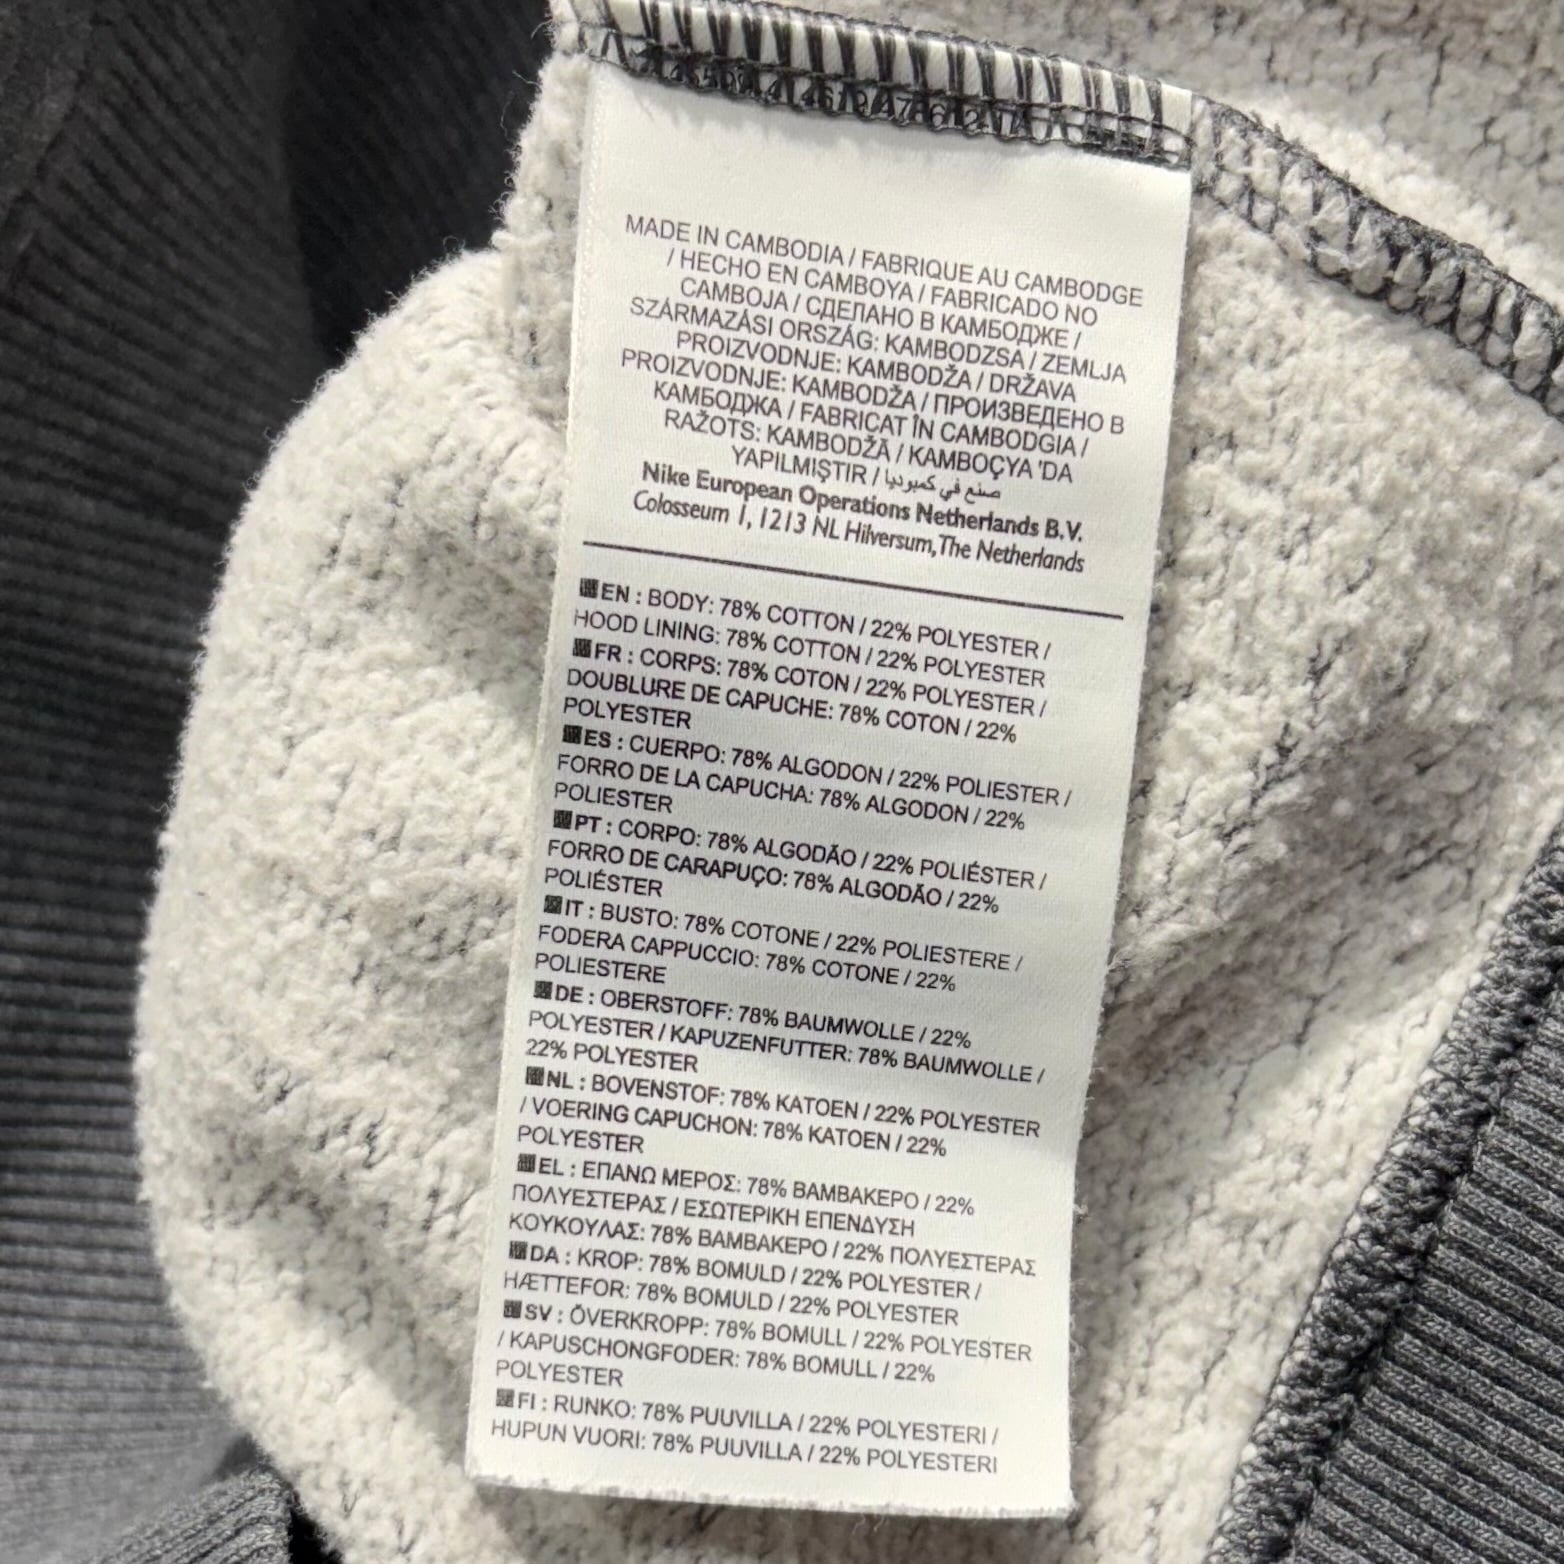 MADE IN CAMBODIA / FABRIQUE AU CAMBODGE
/ HECHO EN CAMBOYA / FABRICADO NO
CAMBOJA / СДЕЛАНО В КАМБОДЖЕ /
SZÁRMAZÁSI ORSZÁG: KAMBODZSA / ZEMLJA
PROIZVODNJE: KAMBODŽA / DRŽAVA
PROIZVODNJE: KAMBODŽA / ПРОИЗВЕДЕНО В
КАМБОДЖА / FABRICAT ÎN CAMBODGIA /
RAŽOTS: KAMBODŽĀ / KAMBOÇYA 'DA
YAPILMIŞTIR / صنع في كمبوديا
Nike European Operations Netherlands B.V.
Colosseum 1, 1213 NL Hilversum, The Netherlands
EN : BODY: 78% COTTON / 22% POLYESTER /
HOOD LINING: 78% COTTON / 22% POLYESTER
FR : CORPS: 78% COTON / 22% POLYESTER /
DOUBLURE DE CAPUCHE: 78% COTON / 22%
POLYESTER
ES : CUERPO: 78% ALGODON / 22% POLIESTER /
FORRO DE LA CAPUCHA: 78% ALGODON / 22%
POLIESTER
PT : CORPO: 78% ALGODÃO / 22% POLIÉSTER /
FORRO DE CARAPUÇO: 78% ALGODÃO / 22%
POLIÉSTER
IT : BUSTO: 78% COTONE / 22% POLIESTERE /
FODERA CAPPUCCIO: 78% COTONE / 22%
POLIESTERE
DE : OBERSTOFF: 78% BAUMWOLLE / 22%
POLYESTER / KAPUZENFUTTER: 78% BAUMWOLLE /
22% POLYESTER
NL : BOVENSTOF: 78% KATOEN / 22% POLYESTER
/ VOERING CAPUCHON: 78% KATOEN / 22%
POLYESTER
EL : ΕΠΑΝΩ ΜΕΡΟΣ: 78% ΒΑΜΒΑΚΕΡΟ / 22%
ΠΟΛΥΕΣΤΕΡΑΣ / ΕΣΩΤΕΡΙΚΗ ΕΠΕΝΔΥΣΗ
ΚΟΥΚΟΥΛΑΣ: 78% ΒΑΜΒΑΚΕΡΟ / 22% ΠΟΛΥΕΣΤΕΡΑΣ
DA : KROP: 78% BOMULD / 22% POLYESTER /
HÆTTEFOR: 78% BOMULD / 22% POLYESTER
SV : ÖVERKROPP: 78% BOMULL / 22% POLYESTER
/ KAPUSCHONGFODER: 78% BOMULL / 22%
POLYESTER
FI : RUNKO: 78% PUUVILLA / 22% POLYESTERI /
HUPUN VUORI: 78% PUUVILLA / 22% POLYESTERI